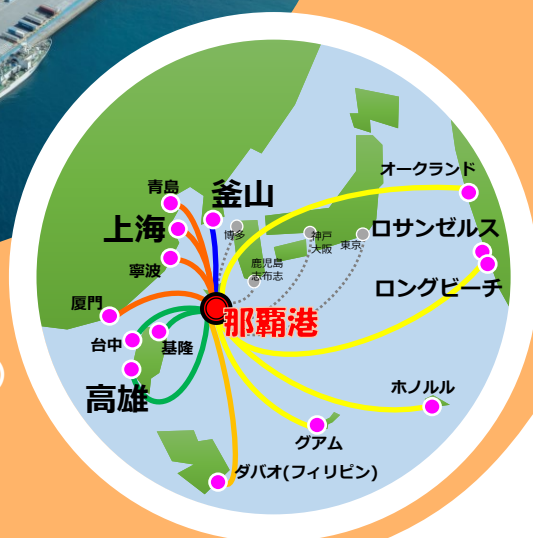 オークランド
青島
釜山
上海
博多
神戸
大阪
東京
ロサンゼルス
寧波
鹿児島
志布志
ロングビーチ
厦門
那覇港
台中
基隆
高雄
ホノルル
グアム
ダバオ(フィリピン)